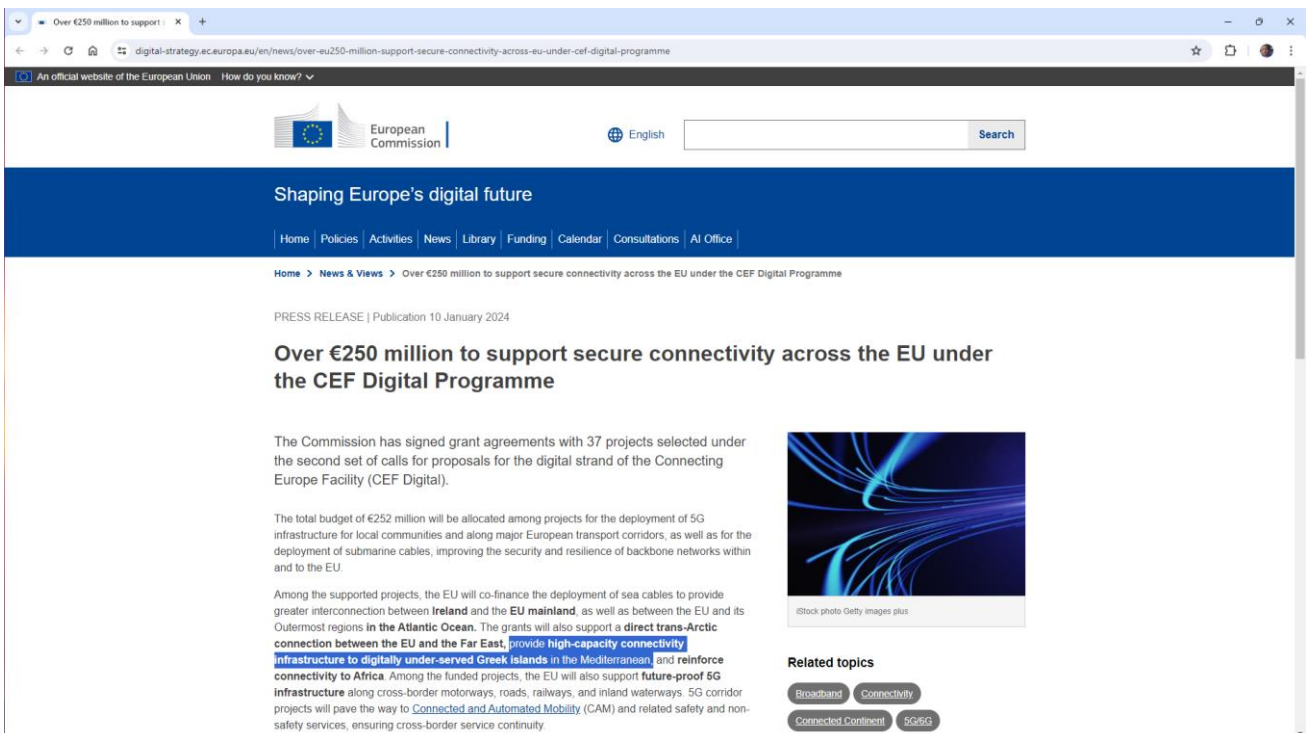 Over €250 million to support
digital-strategy.ec.europa.eu/en/news/over-eu250-million-support-secure-connectivity-across-eu-under-cef-digital-programme
An official website of the European Union How do you know?
European
Commission
English
Search
Shaping Europe’s digital future
Home Policies Activities News Library Funding Calendar Consultations AI Office
Home > News & Views > Over €250 million to support secure connectivity across the EU under the CEF Digital Programme
PRESS RELEASE | Publication 10 January 2024
Over €250 million to support secure connectivity across the EU under
the CEF Digital Programme
The Commission has signed grant agreements with 37 projects selected under
the second set of calls for proposals for the digital strand of the Connecting
Europe Facility (CEF Digital).
The total budget of €252 million will be allocated among projects for the deployment of 5G
infrastructure for local communities and along major European transport corridors, as well as for the
deployment of submarine cables, improving the security and resilience of backbone networks within
and to the EU.
Among the supported projects, the EU will co-finance the deployment of sea cables to provide
greater interconnection between Ireland and the EU mainland, as well as between the EU and its
Outermost regions in the Atlantic Ocean. The grants will also support a direct trans-Arctic
connection between the EU and the Far East, provide high-capacity connectivity
infrastructure to digitally under-served Greek islands in the Mediterranean, and reinforce
connectivity to Africa. Among the funded projects, the EU will also support future-proof 5G
infrastructure along cross-border motorways, roads, railways, and inland waterways. 5G corridor
projects will pave the way to Connected and Automated Mobility (CAM) and related safety and non-
safety services, ensuring cross-border service continuity.
iStock photo Getty images plus
Related topics
Broadband Connectivity
Connected Continent 5G/6G